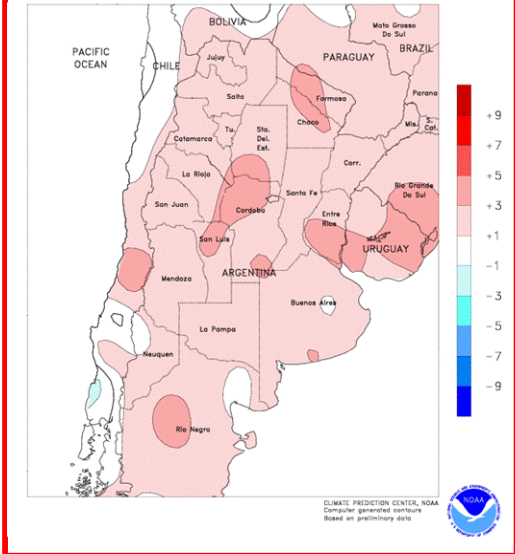 BOLIVIA
Mato Grosso
Do Sul
PACIFIC
OCEAN
CHILE
Jujuy
PARAGUAY
BRAZIL
Salta
Formosa
Parana
Chaco
Catamarca
Tu.
Sta.
Del.
Est.
Mis.
S.
Cat.
La Rioja
Corr.
San Juan
Cordoba
Santa Fe
Rio Grande
Do Sul
Entre
Rios
San Luis
URUGUAY
Mendoza
ARGENTINA
Buenos Aires
La Pampa
Neuquen
Rio Negro
+9
+7
+5
+3
+1
-1
-3
-5
-7
-9
CLIMATE PREDICTION CENTER, NOAA
Computer generated contours
Based on preliminary data
NOAA